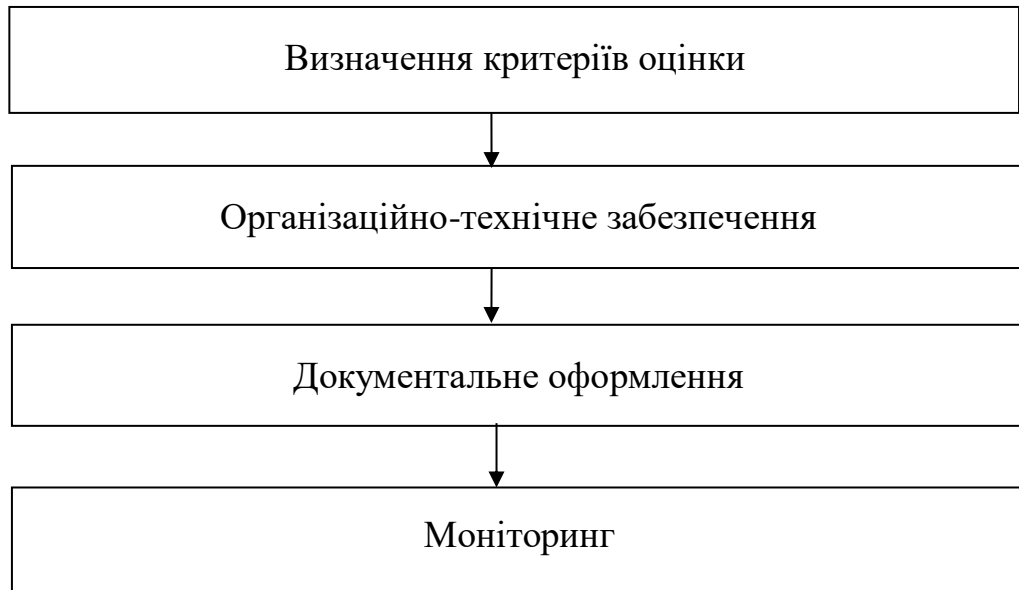 Визначення критеріїв оцінки
Організаційно-технічне забезпечення
Документальне оформлення
Моніторинг